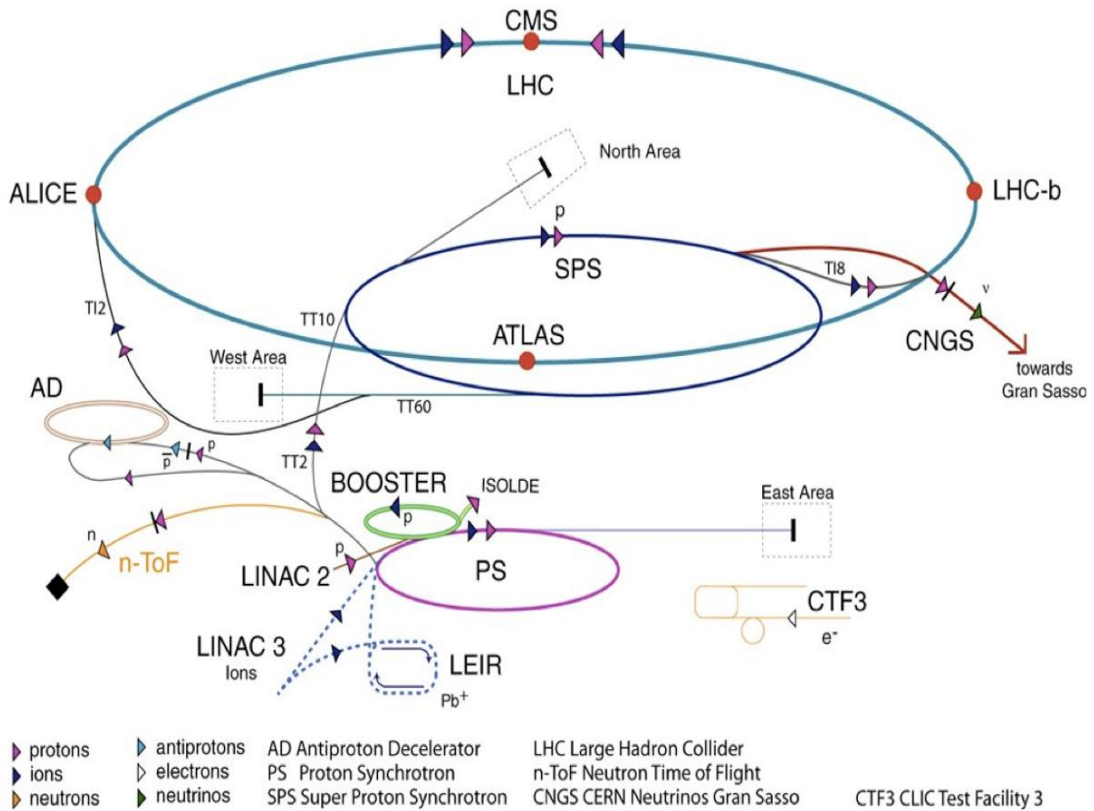 CMS
LHC
North Area
ALICE
LHC-b
p
SPS
TI8
ν
TI2
TT10
ATLAS
CNGS
West Area
towards
Gran Sasso
AD
TT60
p
p̅
TT2
BOOSTER
ISOLDE
East Area
p
n
p
n-ToF
LINAC 2
PS
CTF3
e-
LINAC 3
Ions
LEIR
Pb+
protons
antiprotons
AD Antiproton Decelerator
LHC Large Hadron Collider
ions
electrons
PS Proton Synchrotron
n-ToF Neutron Time of Flight
neutrons
neutrinos
SPS Super Proton Synchrotron
CNGS CERN Neutrinos Gran Sasso
CTF3 CLIC Test Facility 3